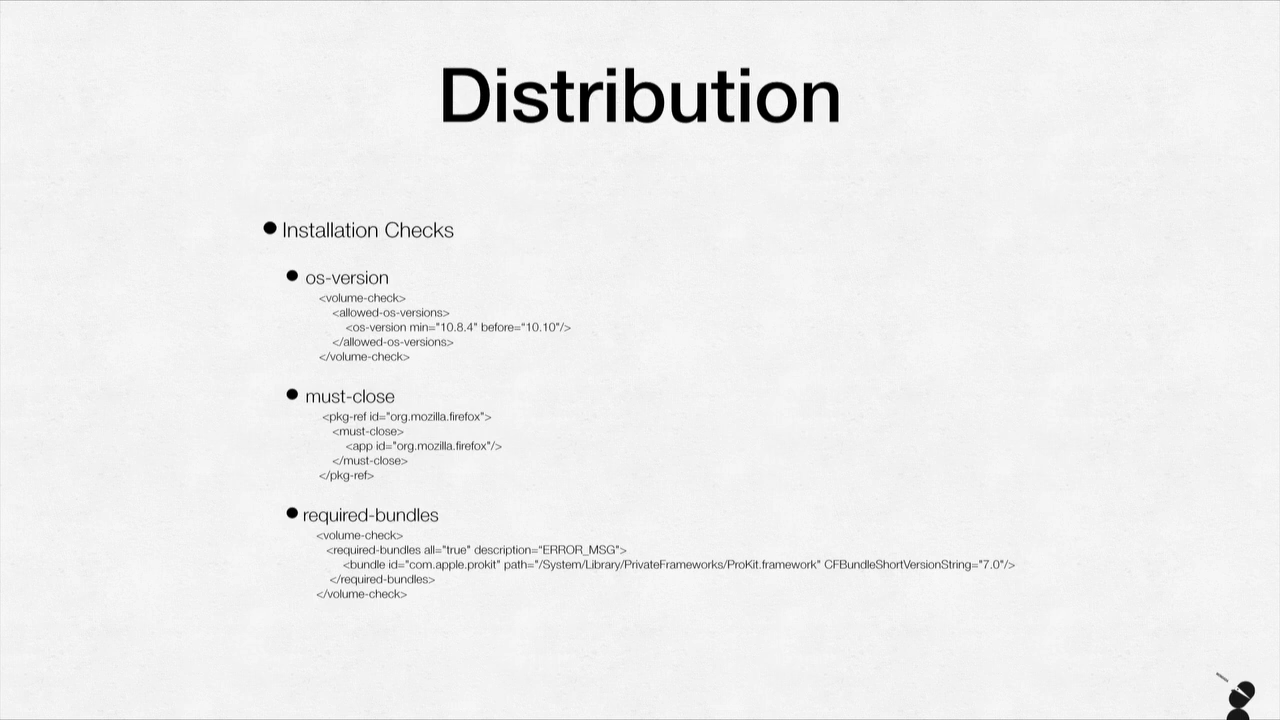 Distribution
Installation Checks
os-version
<volume-check>
<allowed-os-versions>
<os-version min="10.8.4" before="10.10"/>
</allowed-os-versions>
</volume-check>
must-close
<pkg-ref id="org.mozilla.firefox">
<must-close>
<app id="org.mozilla.firefox"/>
</must-close>
</pkg-ref>
required-bundles
<volume-check>
<required-bundles all="true" description="ERROR_MSG">
<bundle id="com.apple.prokit" path="/System/Library/PrivateFrameworks/ProKit.framework" CFBundleShortVersionString="7.0"/>
</required-bundles>
</volume-check>